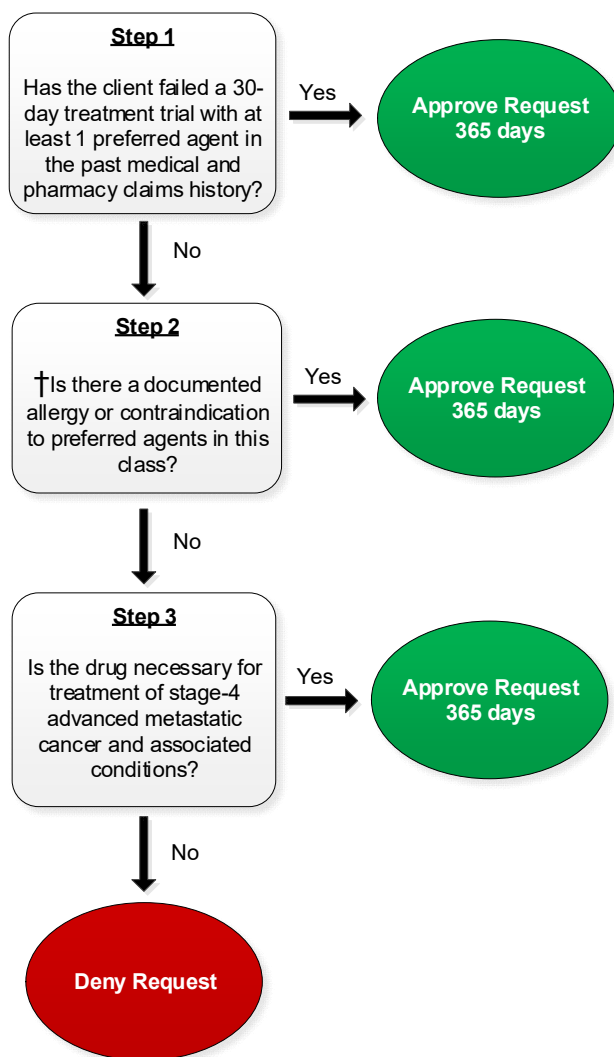 Step 1
Has the client failed a 30-
day treatment trial with at
least 1 preferred agent in
the past medical and
pharmacy claims history?
Yes
Approve Request
365 days
No
Step 2
†Is there a documented
allergy or contraindication
to preferred agents in this
class?
Yes
Approve Request
365 days
No
Step 3
Is the drug necessary for
treatment of stage-4
advanced metastatic
cancer and associated
conditions?
Yes
Approve Request
365 days
No
Deny Request